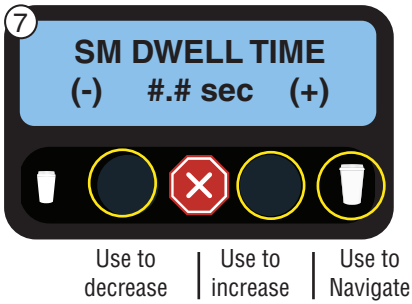 7
SM DWELL TIME
(-) #.# sec (+)
Use to decrease
Use to increase
Use to Navigate